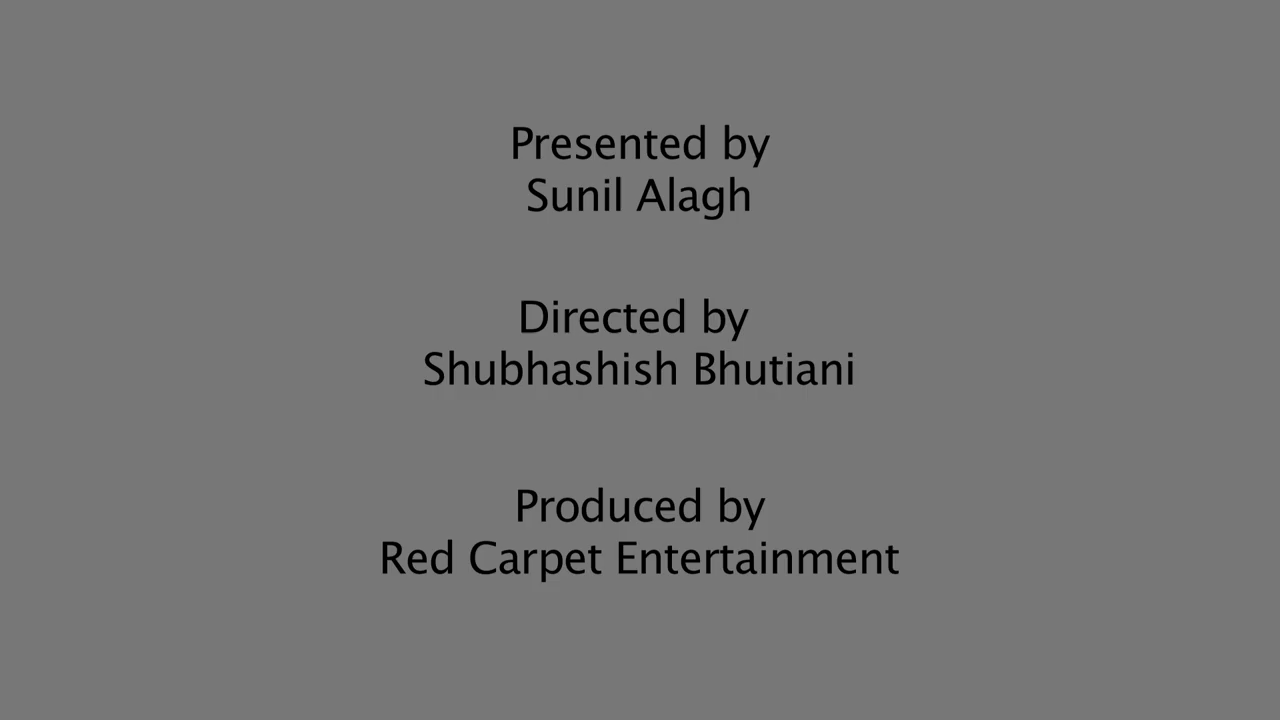 Presented by
Sunil Alagh
Directed by
Shubhashish Bhutiani
Produced by
Red Carpet Entertainment